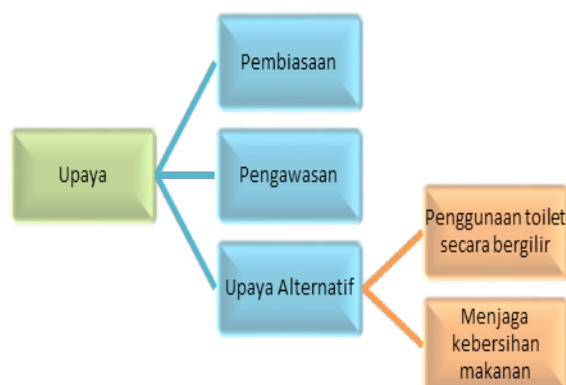 Pembiasaan
Upaya
Pengawasan
Upaya Alternatif
Penggunaan toilet
secara bergilir
Menjaga
kebersihan
makanan